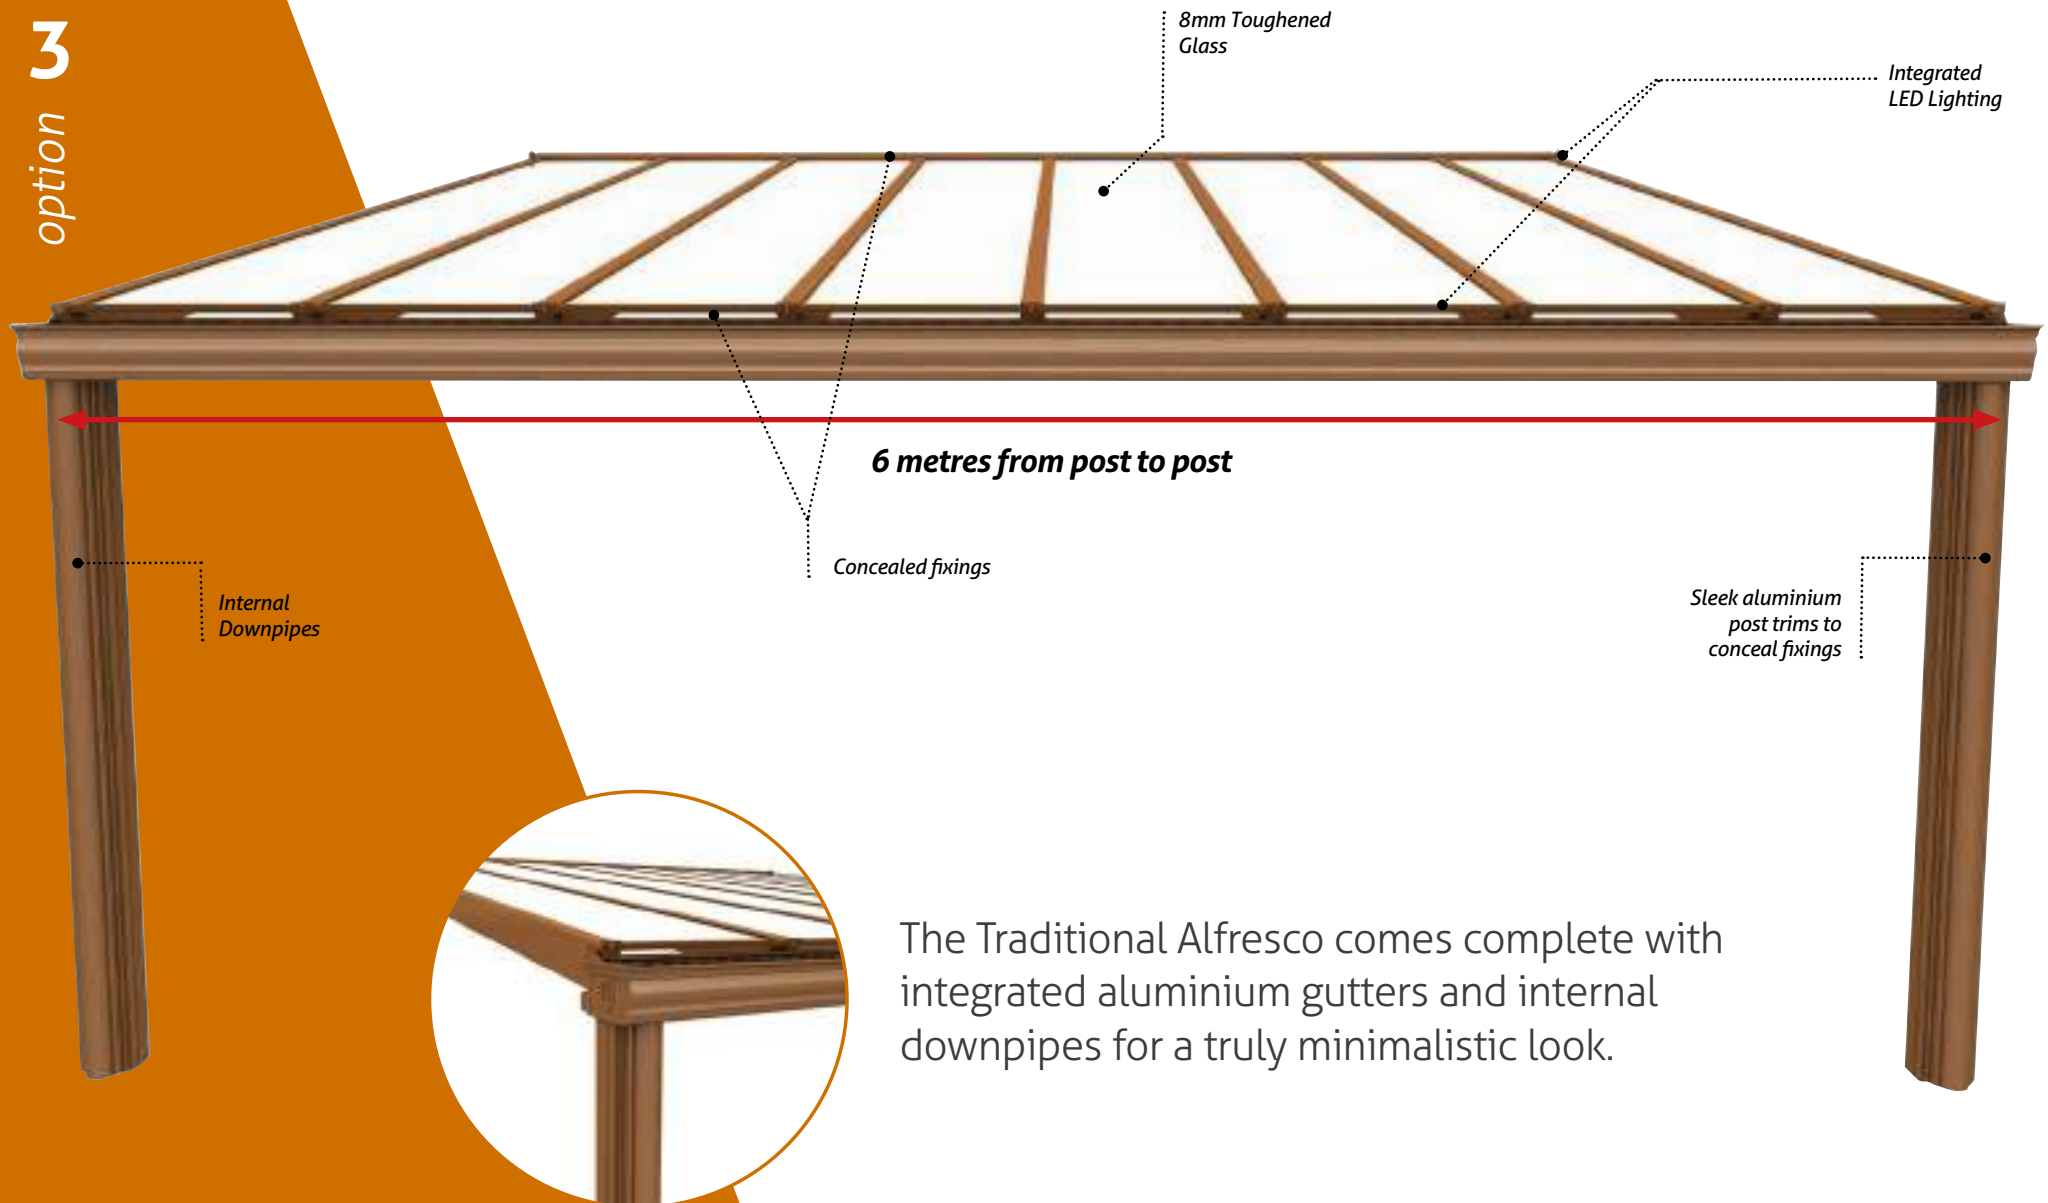 option 3
8mm Toughened
Glass
Integrated
LED Lighting
6 metres from post to post
Concealed fixings
Internal
Downpipes
Sleek aluminium
post trims to
conceal fixings
The Traditional Alfresco comes complete with
integrated aluminium gutters and internal
downpipes for a truly minimalistic look.